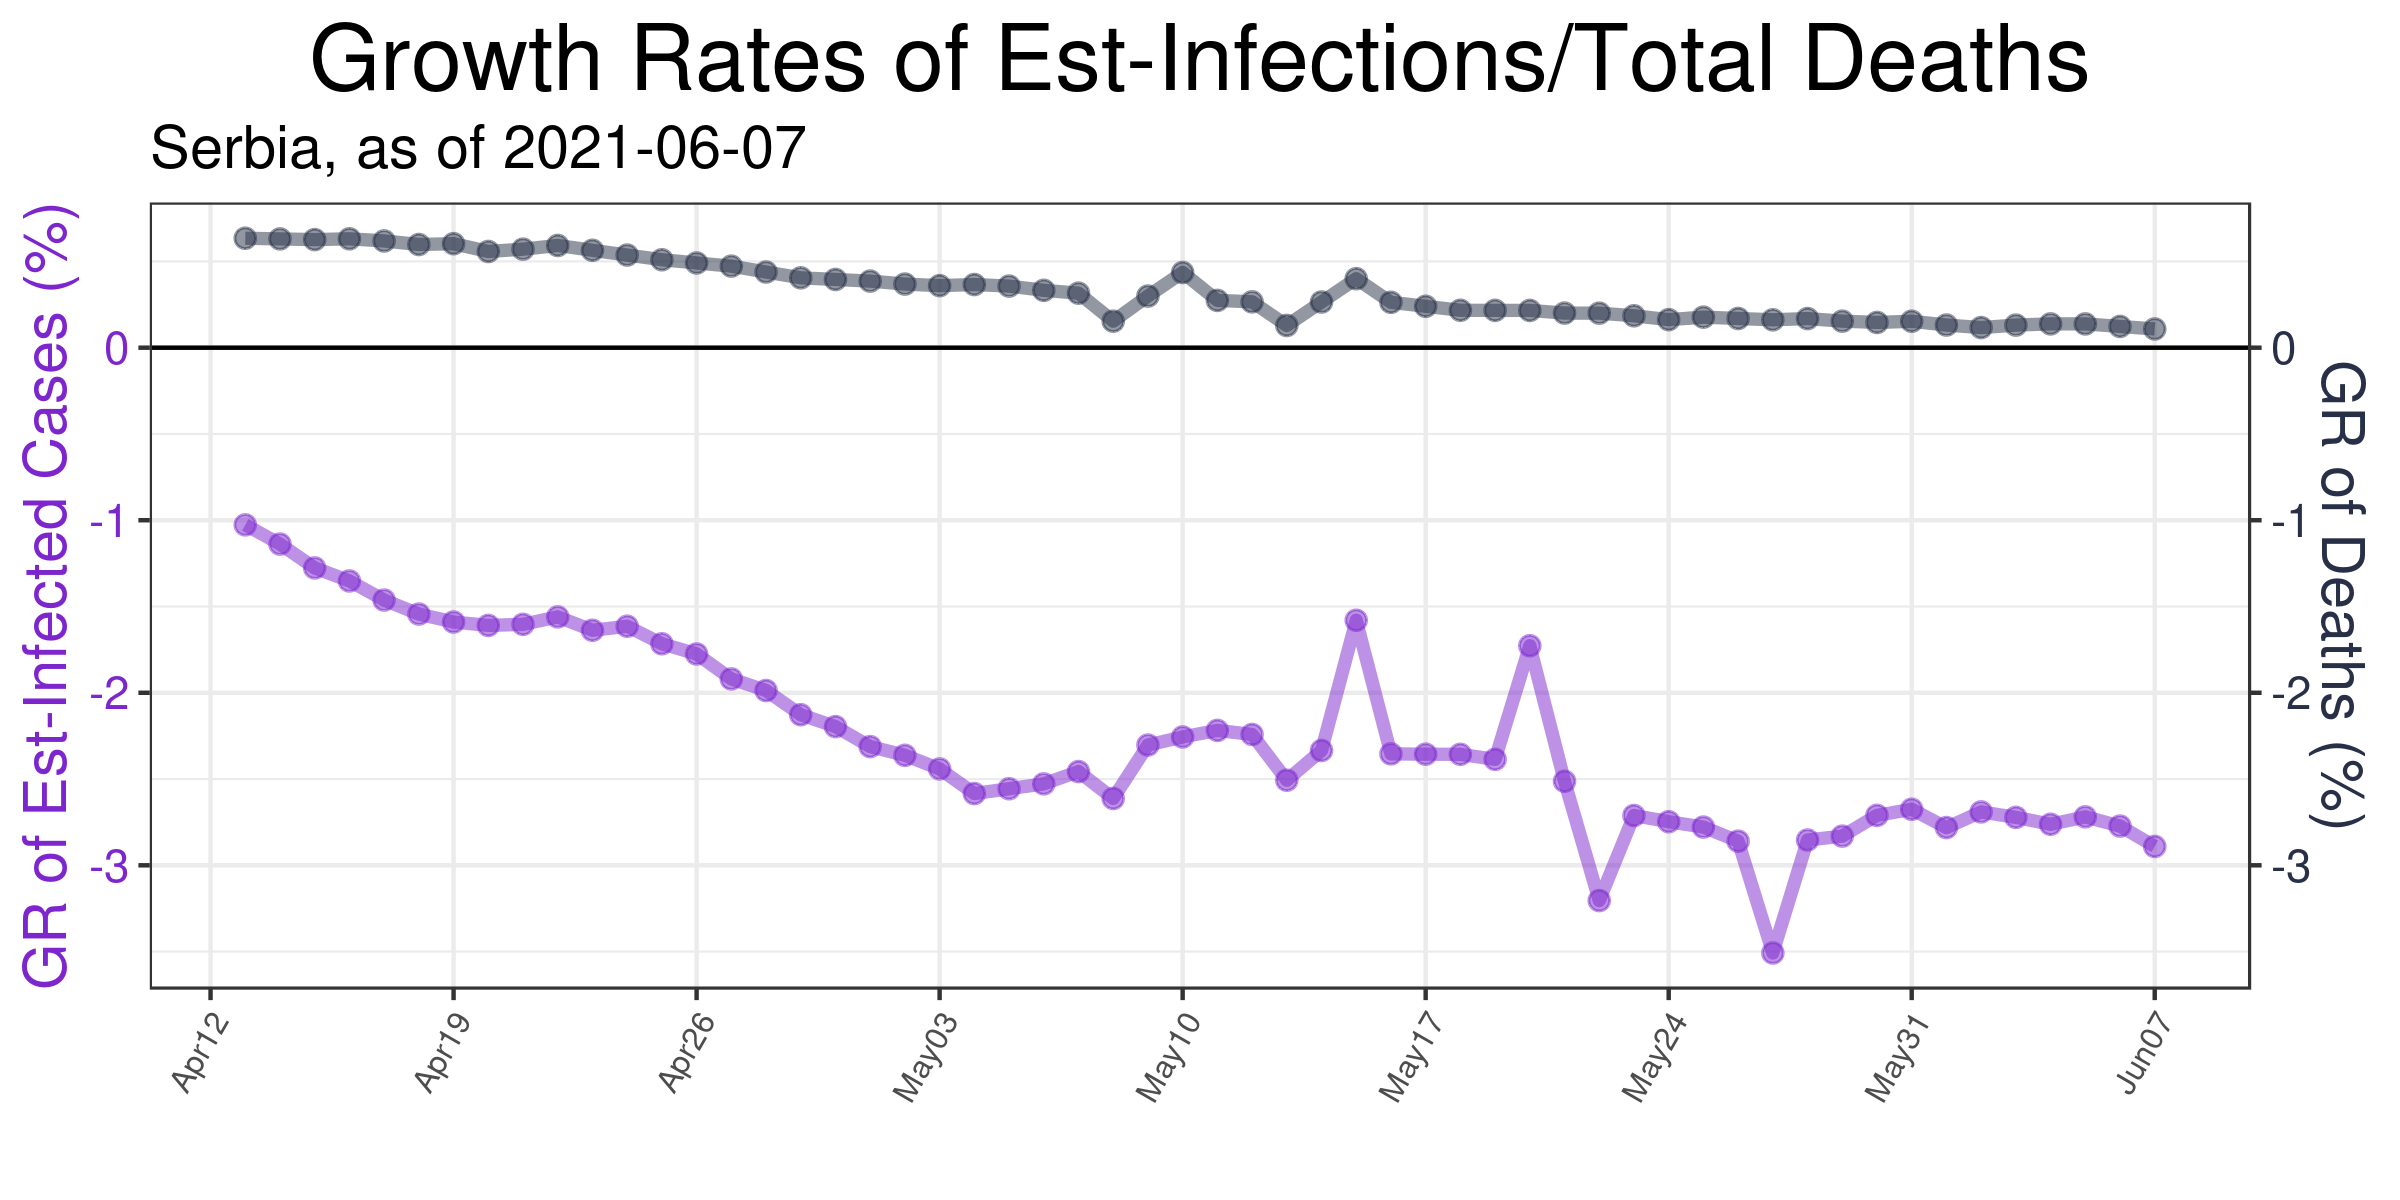 Growth Rates of Est-Infections/Total Deaths
Serbia, as of 2021-06-07
GR of Est-Infected Cases (%)
0
-1
-2
-3
0
-1
-2
-3
GR of Deaths (%)
Apr12
Apr19
Apr26
May03
May10
May17
May24
May31
Jun07